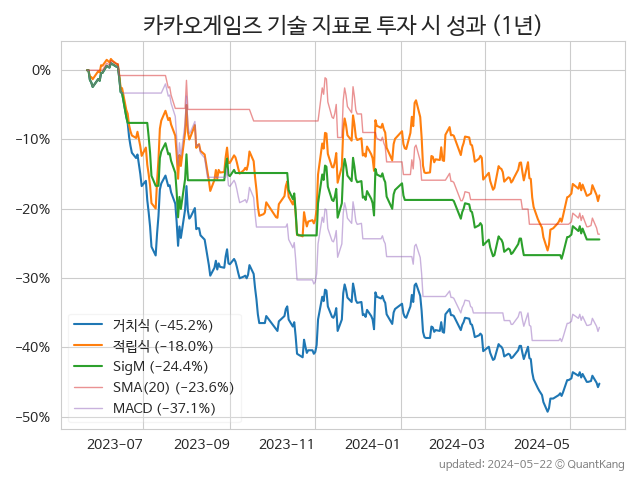 카카오게임즈 기술 지표로 투자 시 성과 (1년)
0%
−10%
−20%
−30%
−40%
−50%
거치식 (−45.2%)
적립식 (−18.0%)
SigM (−24.4%)
SMA(20) (−23.6%)
MACD (−37.1%)
2023-07 2023-09 2023-11 2024-01 2024-03 2024-05
updated: 2024-05-22 © QuantKang